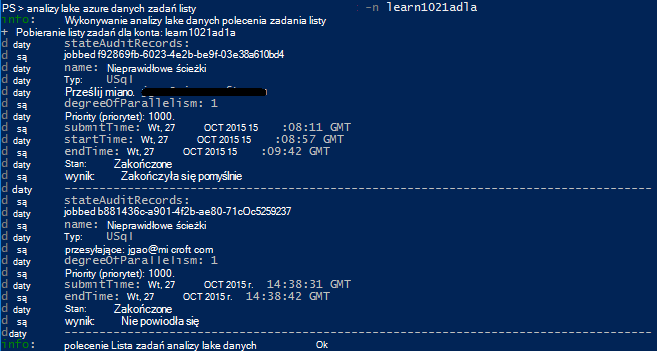 PS > analizy lake azure danych zadań listy -n learn1021adla
info: Wykonywanie analizy lake danych polecenia zadania listy
+ Pobieranie listy zadań dla konta: learn1021ad1a
d daty stateAuditRecords:
d są jobbed f92869fb-6023-4e2b-be9f-03e38a610bd4
d daty name: Nieprawidłowe ścieżki
d daty Typ: USql
d daty Prześlij miano.
d są degreeOfParallelism: 1
d daty Priority (priorytet): 1000.
d są submitTime: Wt, 27 OCT 2015 15 :08:11 GMT
d daty startTime: Wt, 27 OCT 2015 15 :08:57 GMT
d są endTime: Wt, 27 OCT 2015 15 :09:42 GMT
d daty Stan: Zakończone
d są wynik: Zakończyła się pomyślnie
d daty --------------------------------------------------------------------
d są stateAuditRecords:
d daty jobbed b881436c-a901-4f2b-ae80-71cOc5259237
d są name: Nieprawidłowe ścieżki
d daty Typ: USql
d są przesyłające: jgao@mi croft com
d daty degreeOfParallelism: 1
d są Priority (priorytet): 1000.
d daty submitTime: Wt, 27 OCT 2015 r. 14:38:31 GMT
d są endTime: Wt, 27 OCT 2015 r. 14:38:42 GMT
d daty Stan: Zakończone
d są wynik: Nie powiodła się
d daty --------------------------------------------------------------------
info: polecenie Lista zadań analizy lake danych Ok